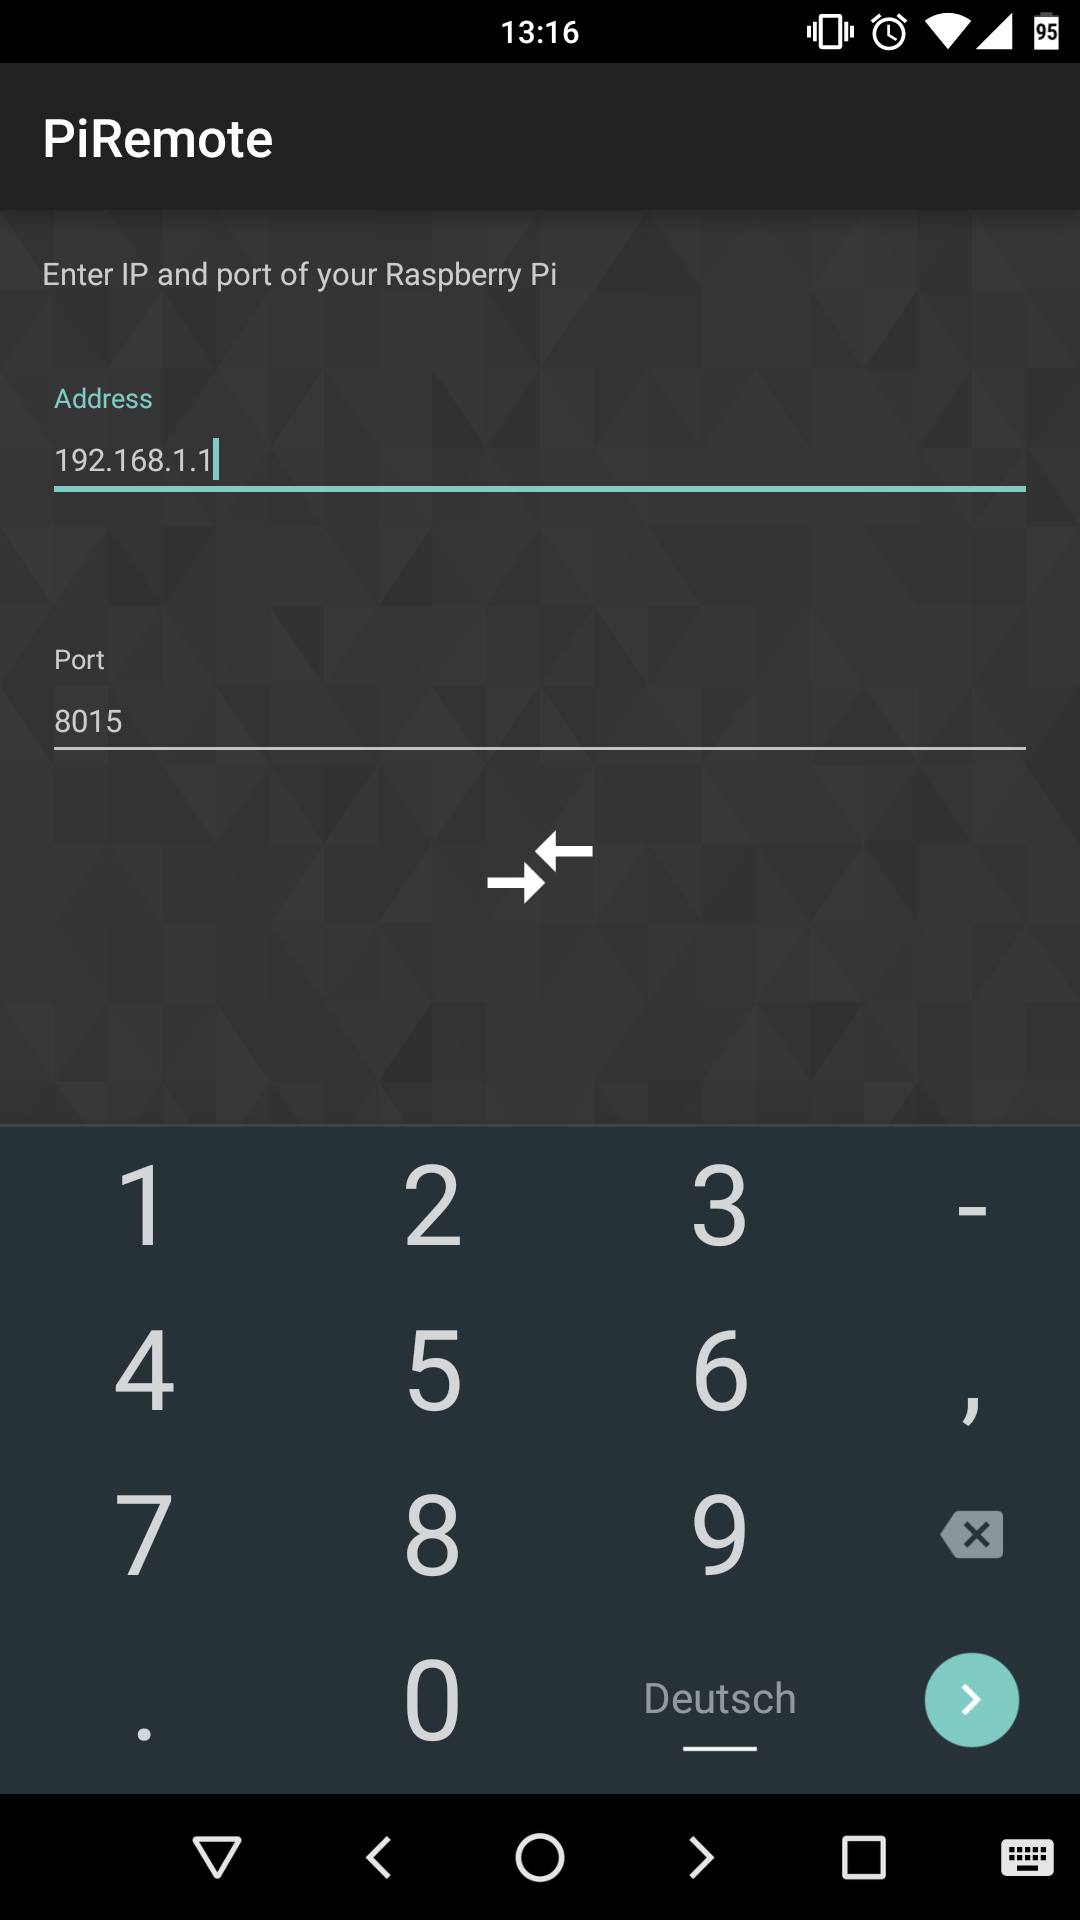 13:16
95
PiRemote
Enter IP and port of your Raspberry Pi
Address
192.168.1.1
Port
8015
1 2 3 -
4 5 6 ,
7 8 9
. 0 Deutsch